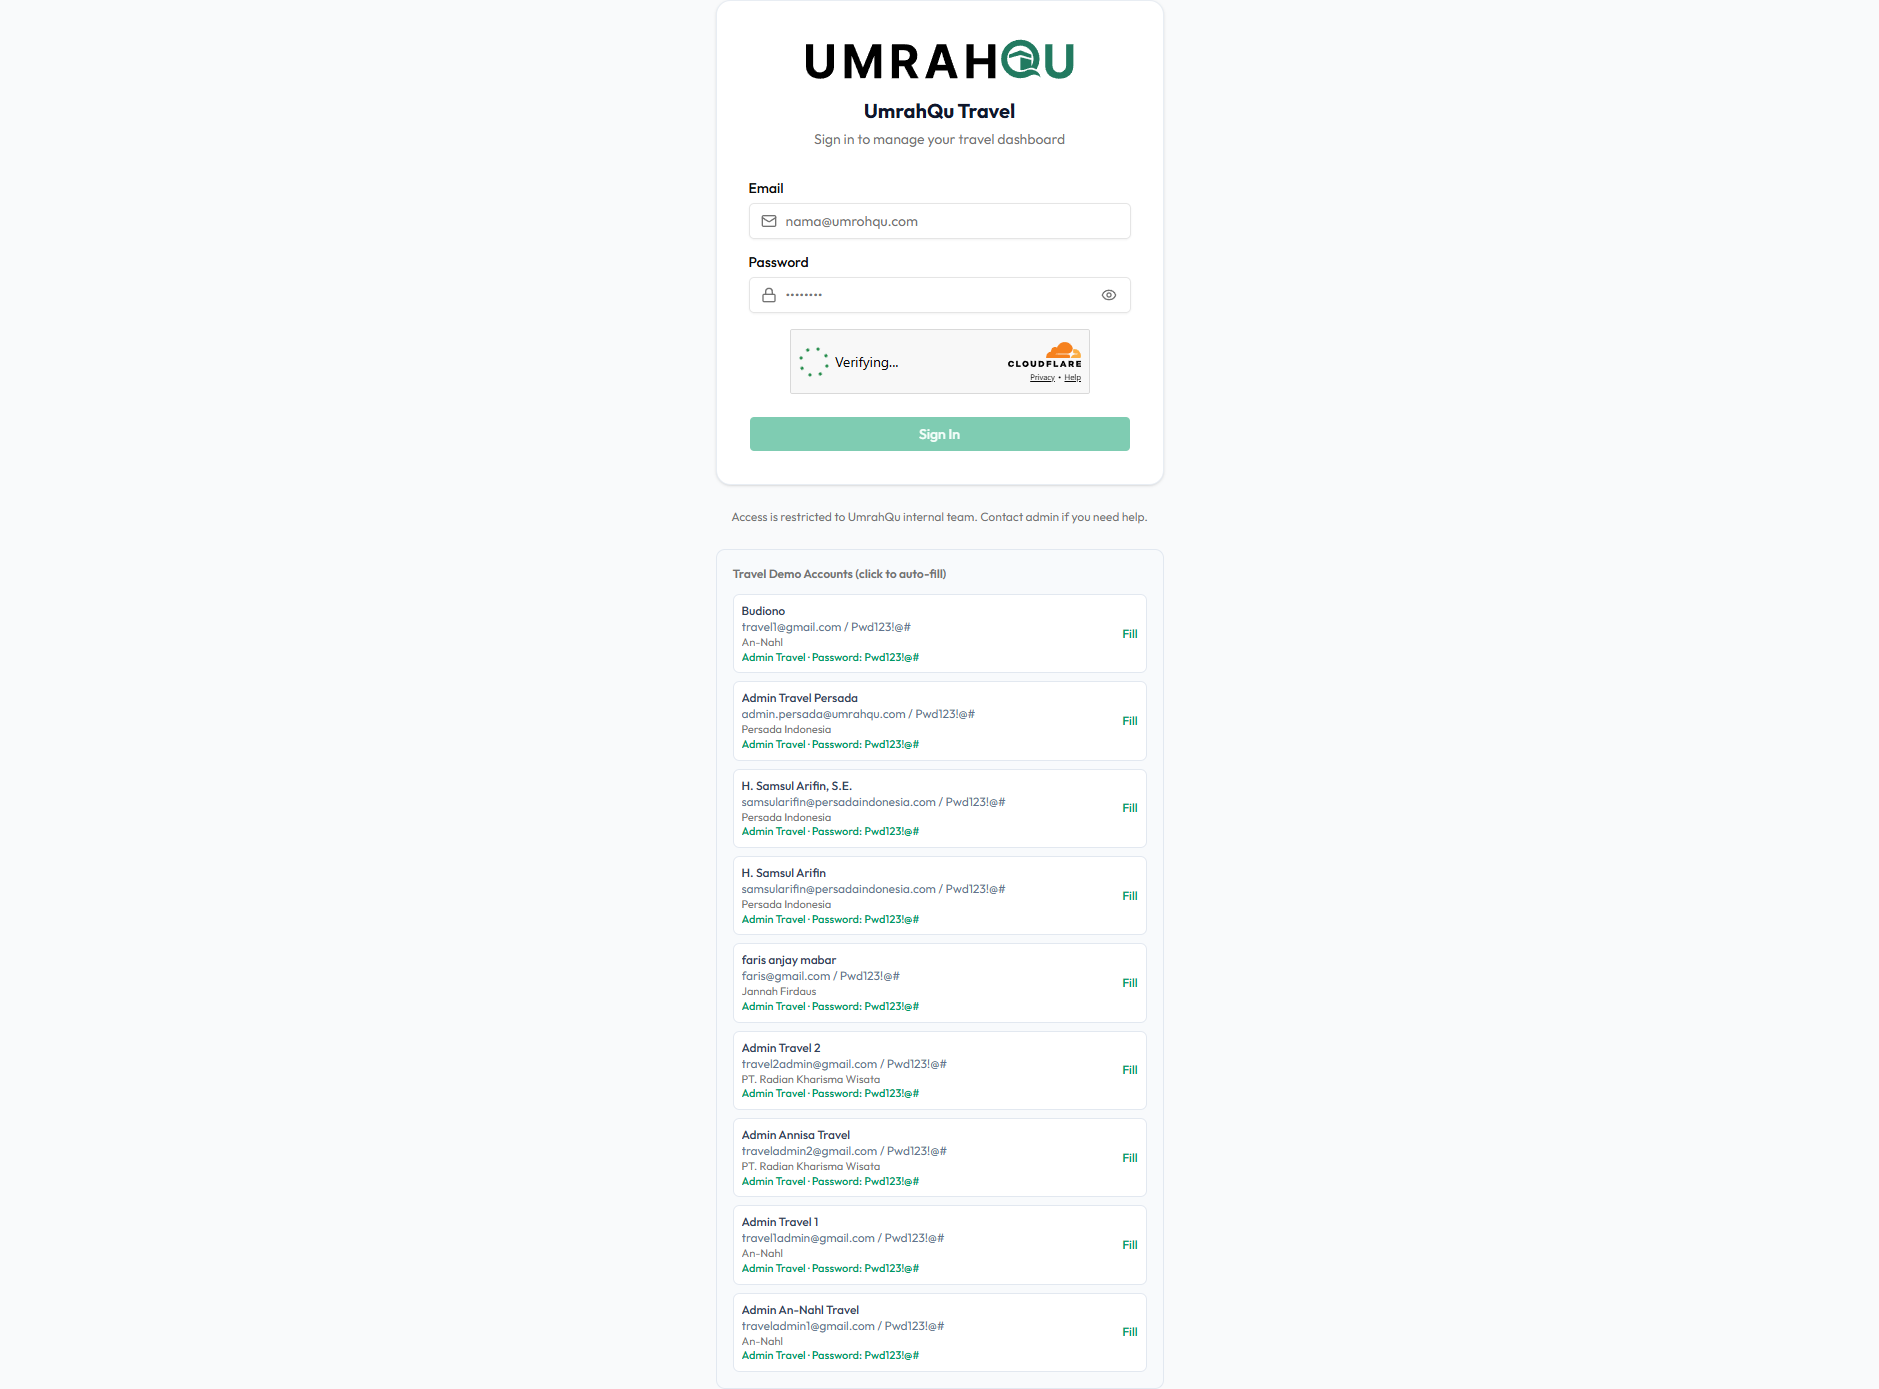 UMRAHQU
UmrahQu Travel
Sign in to manage your travel dashboard
Email
nama@umrohqu.com
Password
••••••••
Verifying...
CLOUDFLARE
Privacy • Help
Sign In
Access is restricted to UmrahQu internal team. Contact admin if you need help.
Travel Demo Accounts (click to auto-fill)
Budiono
travel1@gmail.com / Pwd123!@#
An-Nahl
Admin Travel · Password: Pwd123!@#
Fill
Admin Travel Persada
admin.persada@umrahqu.com / Pwd123!@#
Persada Indonesia
Admin Travel · Password: Pwd123!@#
Fill
H. Samsul Arifin, S.E.
samsularifin@persadaindonesia.com / Pwd123!@#
Persada Indonesia
Admin Travel · Password: Pwd123!@#
Fill
H. Samsul Arifin
samsularifin@persadaindonesia.com / Pwd123!@#
Persada Indonesia
Admin Travel · Password: Pwd123!@#
Fill
faris anjay mabar
faris@gmail.com / Pwd123!@#
Jannah Firdaus
Admin Travel · Password: Pwd123!@#
Fill
Admin Travel 2
travel2admin@gmail.com / Pwd123!@#
PT. Radian Kharisma Wisata
Admin Travel · Password: Pwd123!@#
Fill
Admin Annisa Travel
traveladmin2@gmail.com / Pwd123!@#
PT. Radian Kharisma Wisata
Admin Travel · Password: Pwd123!@#
Fill
Admin Travel 1
travel1admin@gmail.com / Pwd123!@#
An-Nahl
Admin Travel · Password: Pwd123!@#
Fill
Admin An-Nahl Travel
traveladmin1@gmail.com / Pwd123!@#
An-Nahl
Admin Travel · Password: Pwd123!@#
Fill